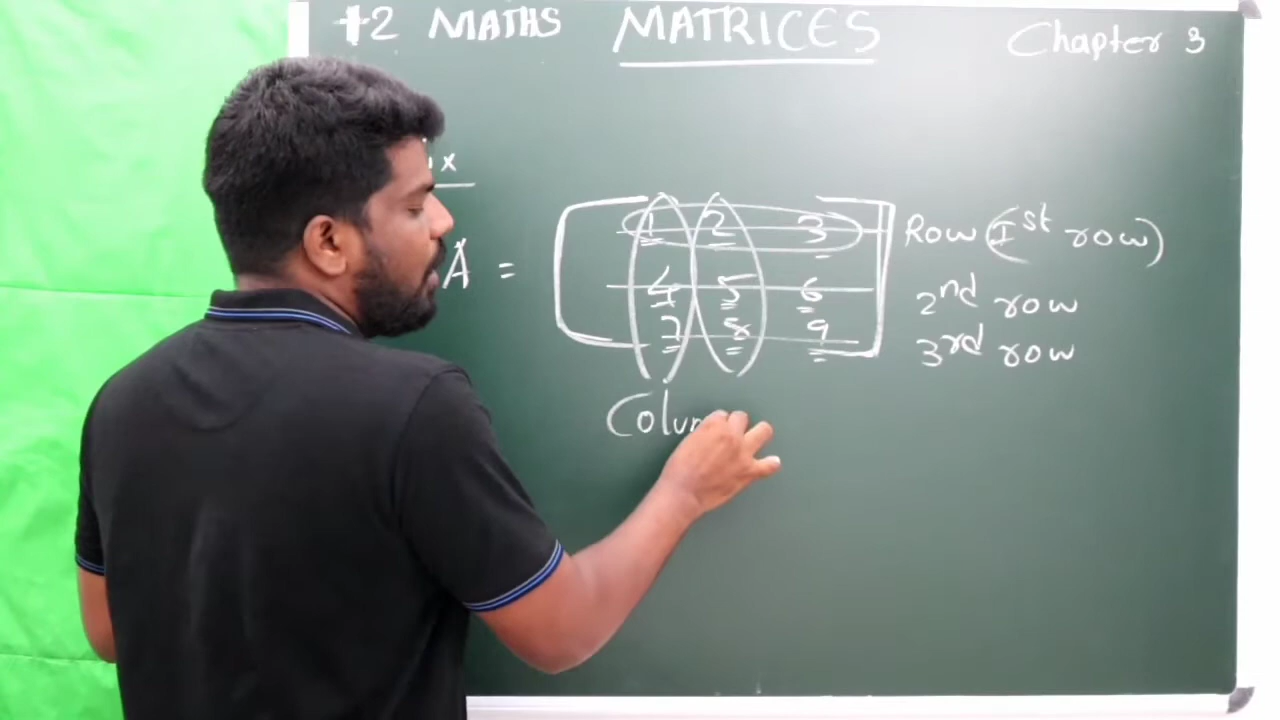 +2 MATHS MATRICES Chapter 3
A =
1 2 3 Row (Ist row)
4 5 6 2nd row
7 8 9 3rd row